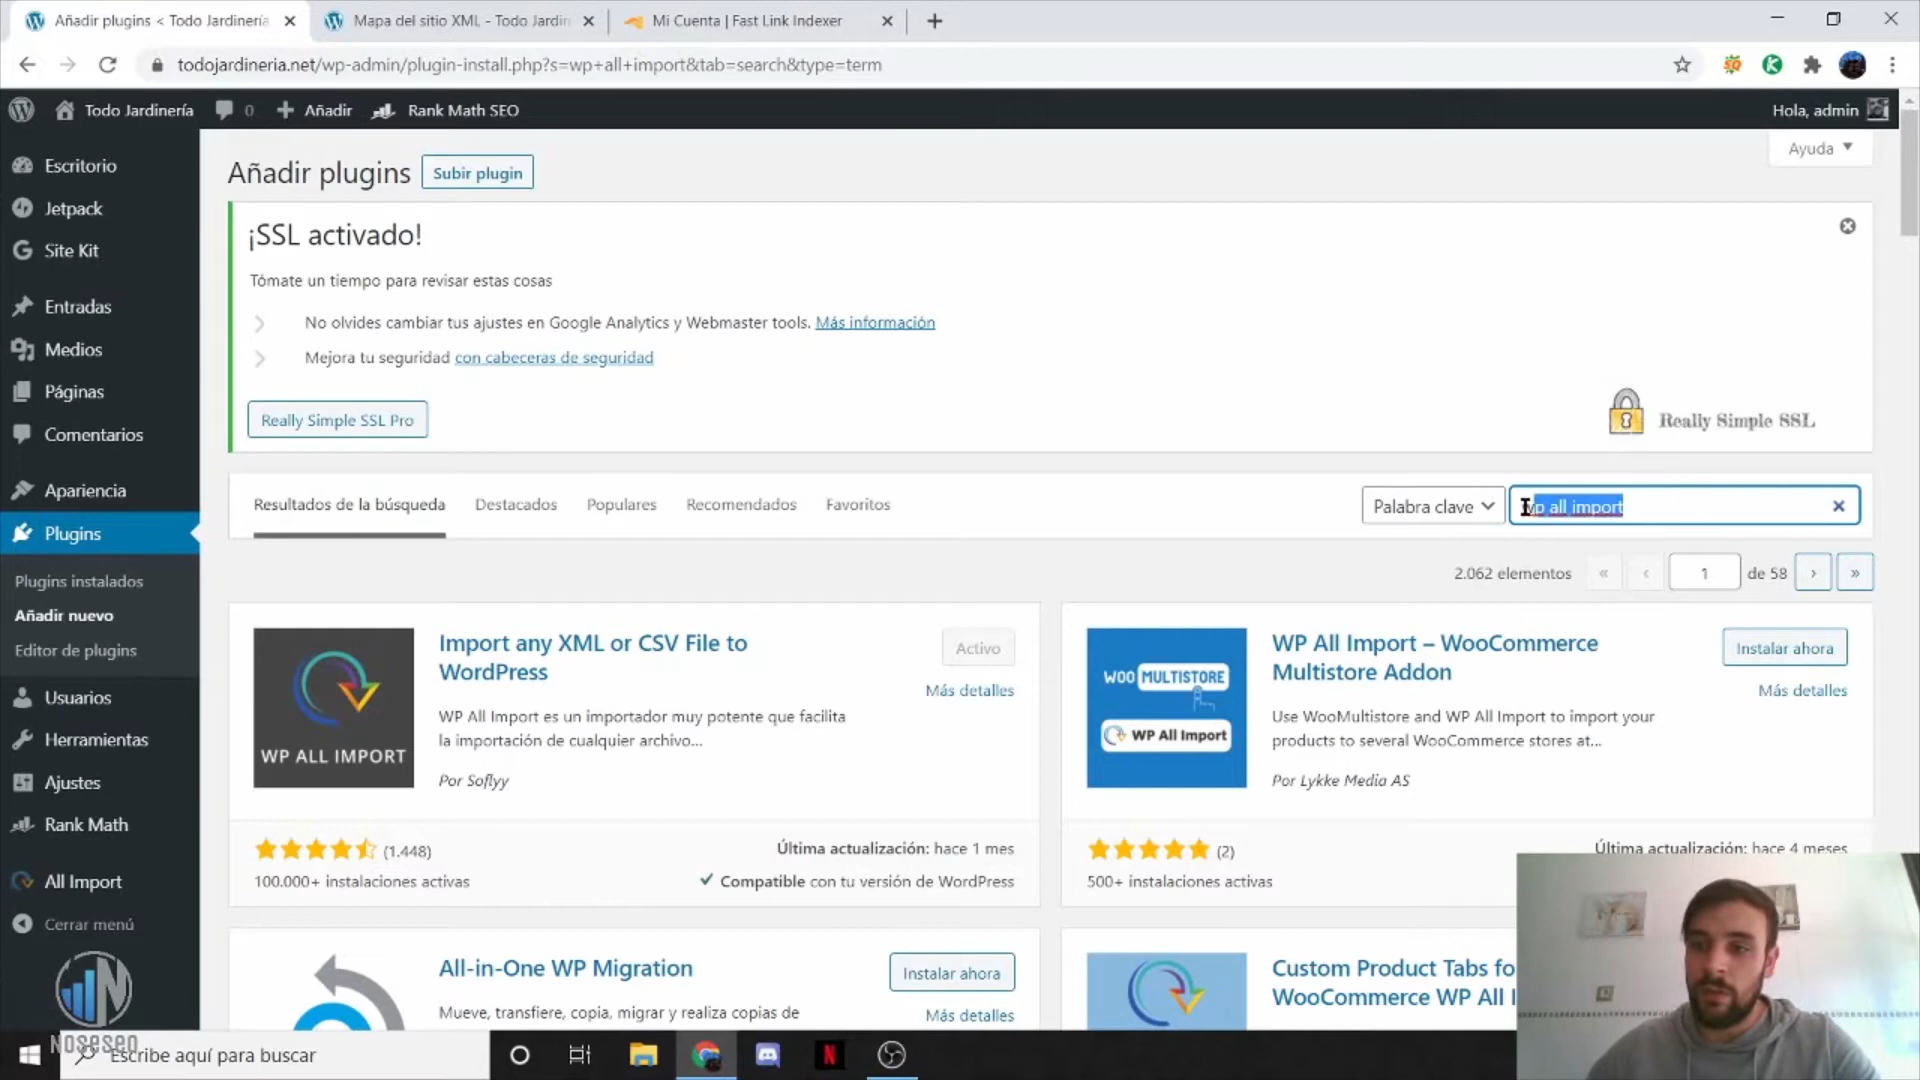 Añadir plugins < Todo Jardinería
Mapa del sitio XML - Todo Jardin
Mi Cuenta | Fast Link Indexer
todojardineria.net/wp-admin/plugin-install.php?s=wp+all+import&tab=search&type=term
Todo Jardinería
0
Añadir
Rank Math SEO
Hola, admin
Escritorio
Jetpack
Site Kit
Entradas
Medios
Páginas
Comentarios
Apariencia
Plugins
Plugins instalados
Añadir nuevo
Editor de plugins
Usuarios
Herramientas
Ajustes
Rank Math
All Import
Cerrar menú
Ayuda
Añadir plugins
Subir plugin
¡SSL activado!
Tómate un tiempo para revisar estas cosas
No olvides cambiar tus ajustes en Google Analytics y Webmaster tools. Más información
Mejora tu seguridad con cabeceras de seguridad
Really Simple SSL Pro
Really Simple SSL
Resultados de la búsqueda
Destacados
Populares
Recomendados
Favoritos
Palabra clave
wp all import
2.062 elementos
«
‹
1
de 58
›
»
WP ALL IMPORT
Import any XML or CSV File to
WordPress
Activo
Más detalles
WP All Import es un importador muy potente que facilita
la importación de cualquier archivo...
Por Soflyy
(1.448)
100.000+ instalaciones activas
Última actualización: hace 1 mes
Compatible con tu versión de WordPress
WOO MULTISTORE
WP All Import
WP All Import – WooCommerce
Multistore Addon
Instalar ahora
Más detalles
Use WooMultistore and WP All Import to import your
products to several WooCommerce stores at...
Por Lykke Media AS
(2)
500+ instalaciones activas
Última actualización: hace 4 meses
All-in-One WP Migration
Instalar ahora
Más detalles
Mueve, transfiere, copia, migrar y realiza copias de
Custom Product Tabs fo
WooCommerce WP All I
Noseseo
Escribe aquí para buscar